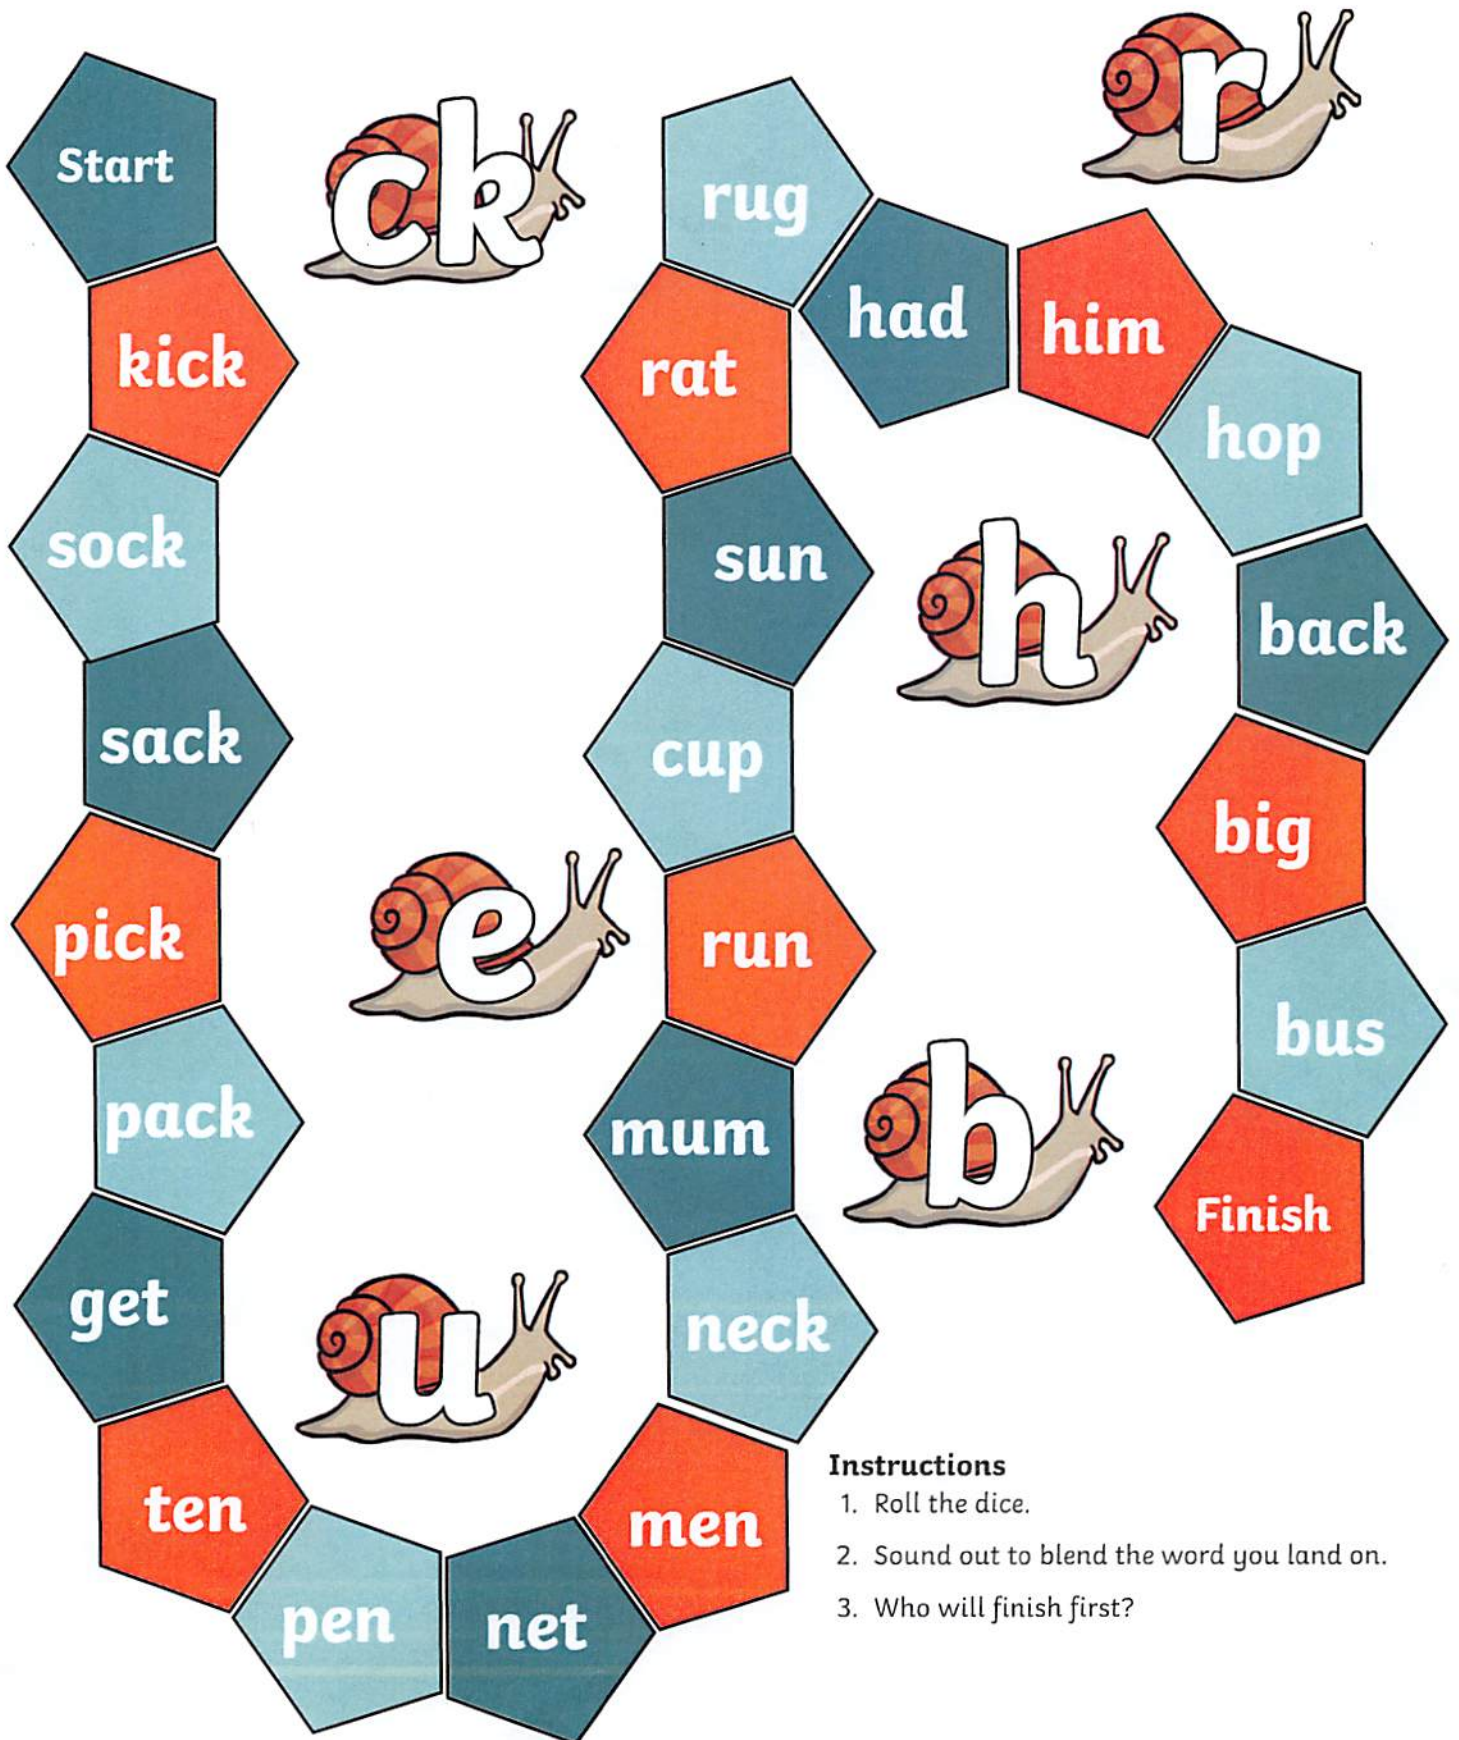 Start
kick
sock
sack
pick
pack
get
ten
pen
net
men
neck
mum
run
cup
sun
rat
rug
had
him
hop
back
big
bus
Finish
ck
e
u
r
h
b
Instructions
1. Roll the dice.
2. Sound out to blend the word you land on.
3. Who will finish first?